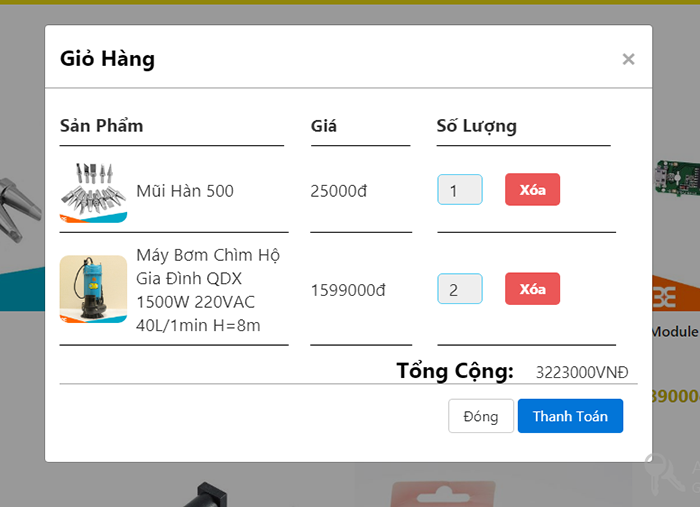 Giỏ Hàng
×
Sản Phẩm Giá Số Lượng
Mũi Hàn 500 25000đ 1 Xóa
Máy Bơm Chìm Hộ
Gia Đình QDX
1500W 220VAC
40L/1min H=8m
1599000đ 2 Xóa
Tổng Cộng: 3223000VNĐ
Đóng Thanh Toán
Module